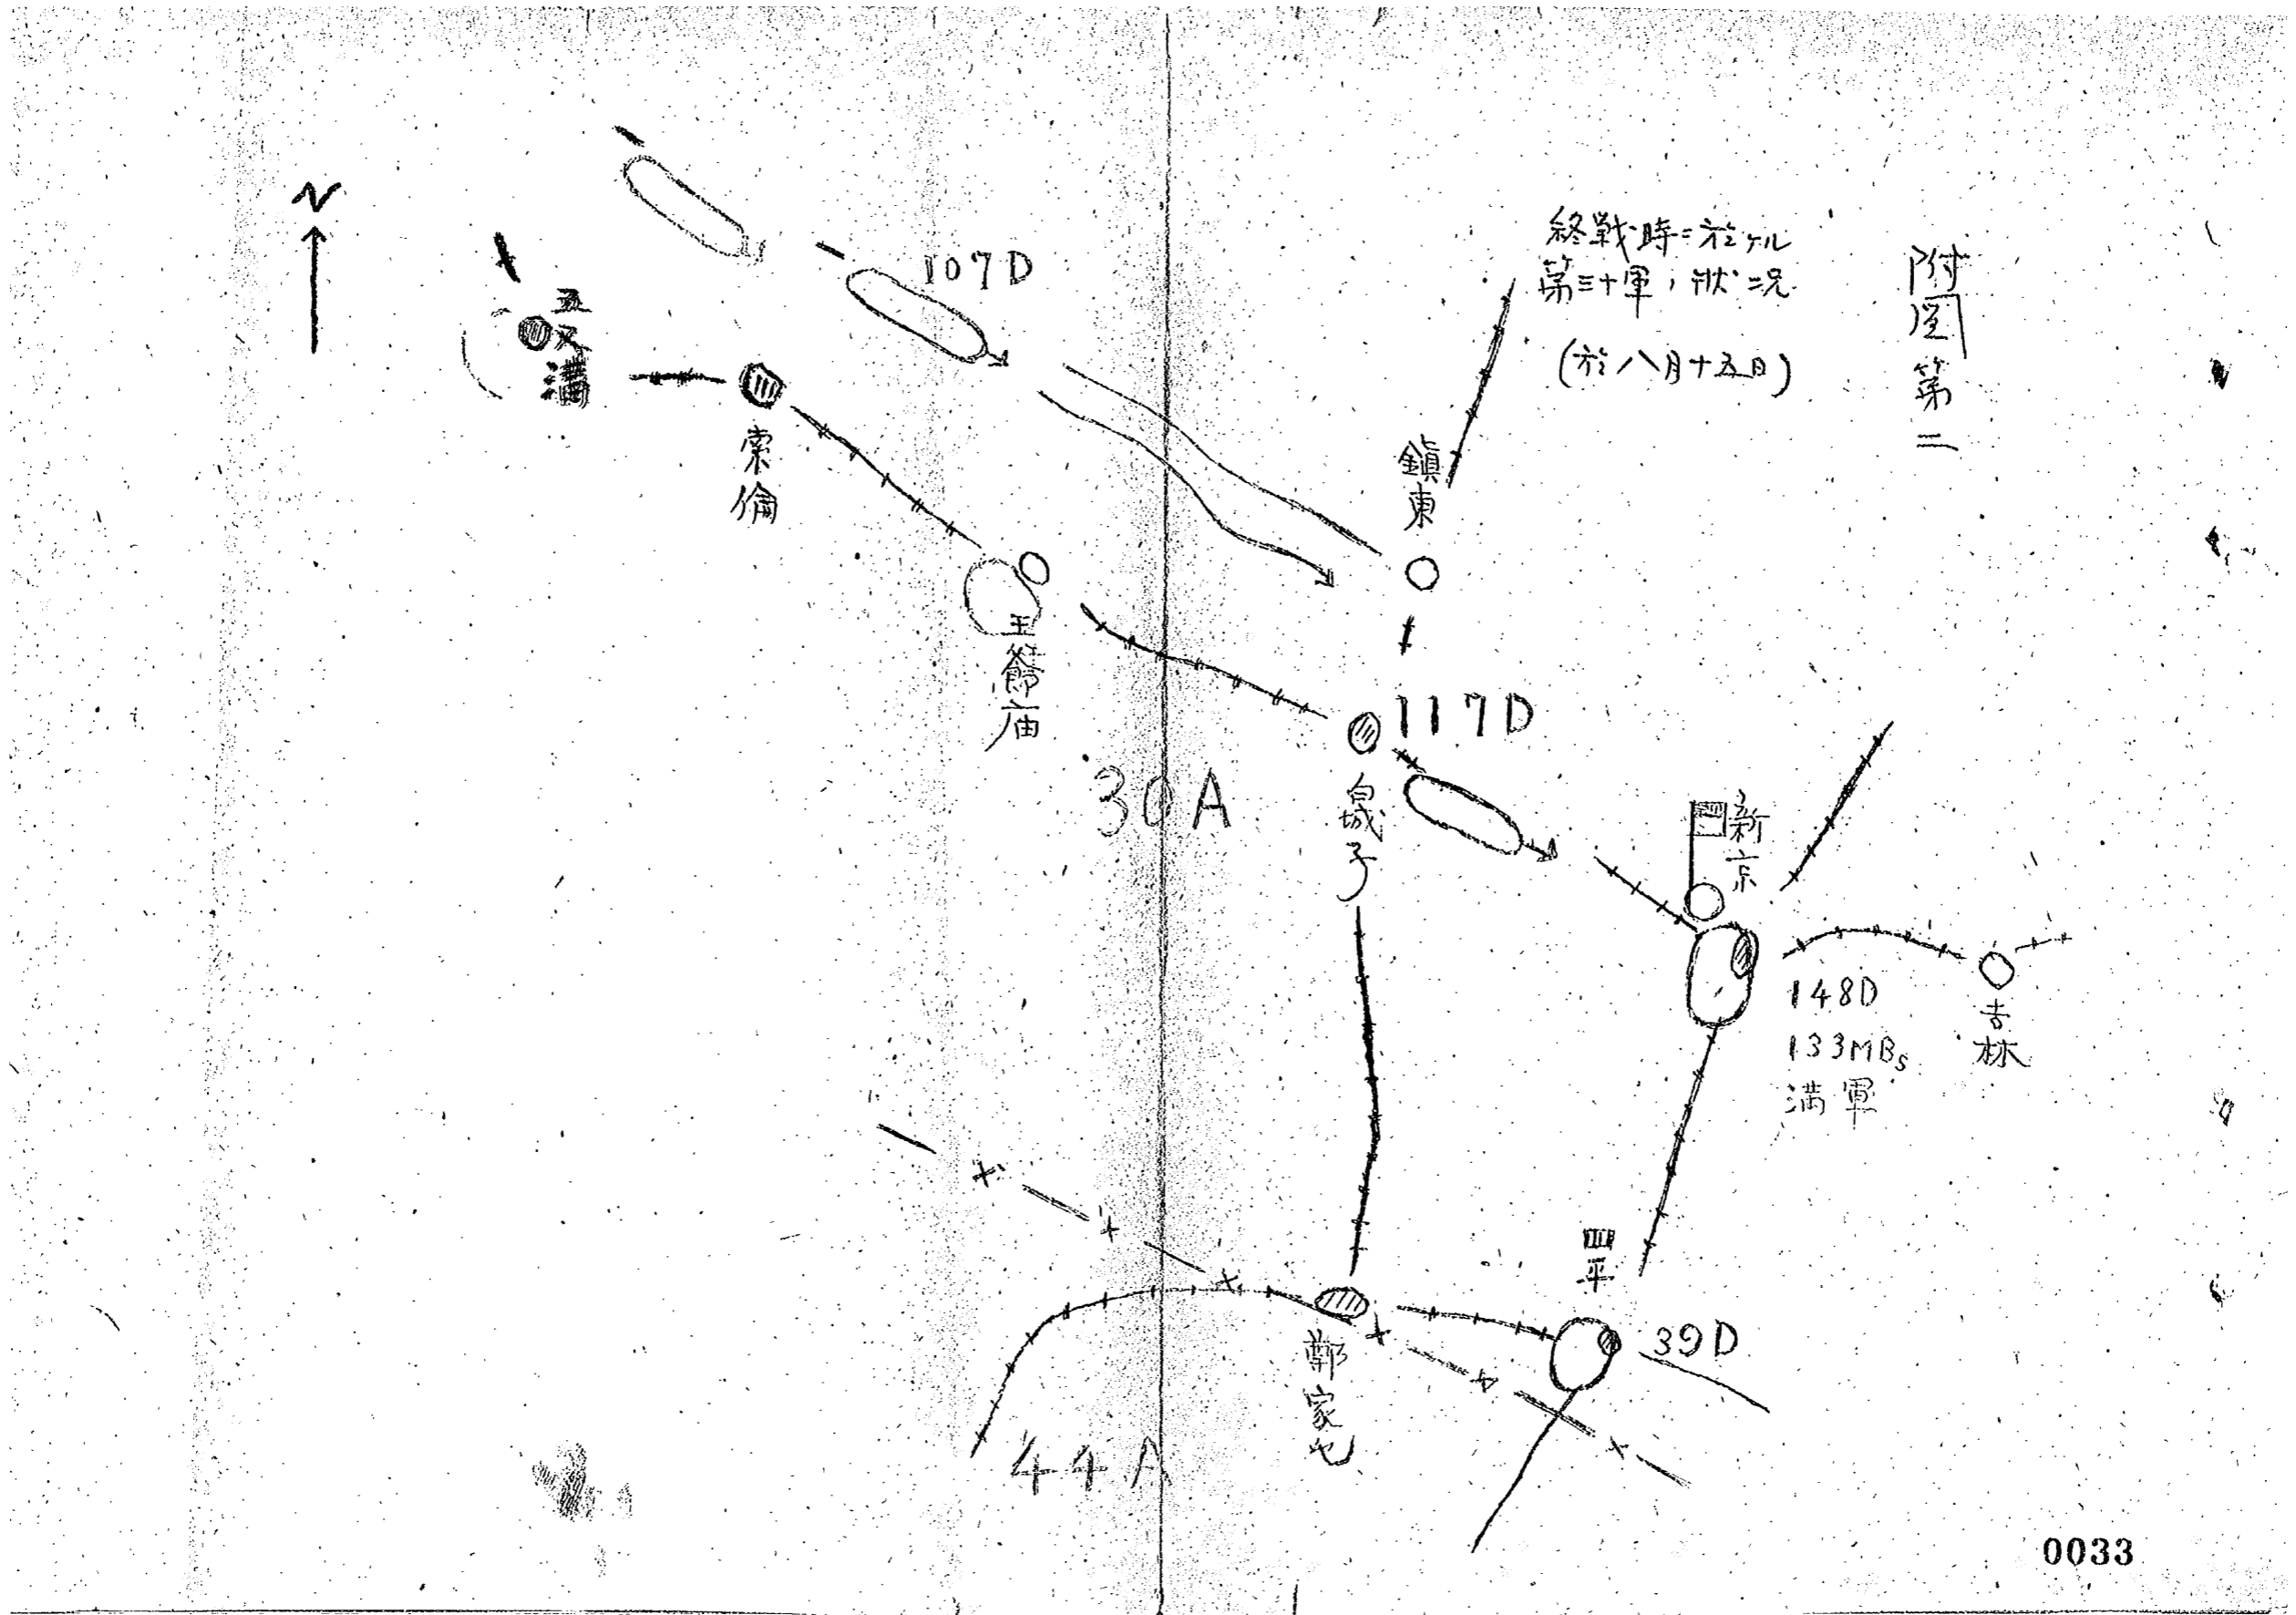 附図第二
終戦時ニ於ケル
第三十軍ノ状況
(於八月十五日)
N
107D
五叉溝
索倫
鎮東
王爺庙
117D
30A
白城子
新京
148D
133MBs
満軍
吉林
四平
39D
鄭家屯
44A
0033